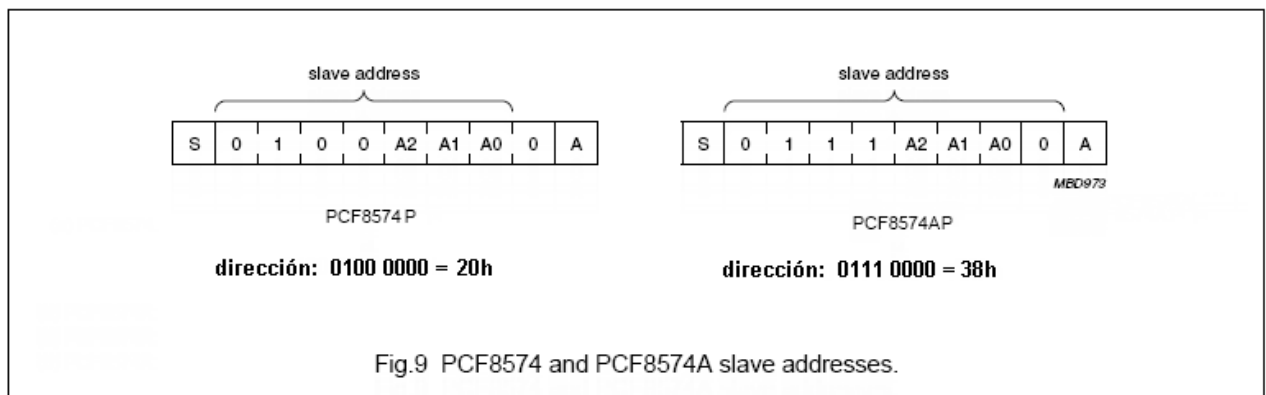 slave address
S 0 1 0 0 A2 A1 A0 0 A
PCF8574P
dirección: 0100 0000 = 20h
slave address
S 0 1 1 1 A2 A1 A0 0 A
MBD973
PCF8574AP
dirección: 0111 0000 = 38h
Fig.9 PCF8574 and PCF8574A slave addresses.